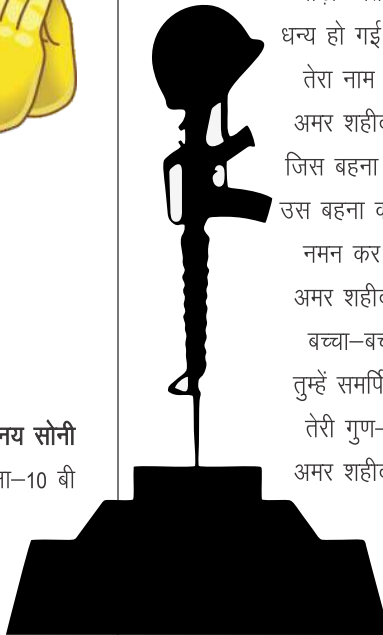 नय सोनी
ा–10 बी
धन्य हो गई
तेरा नाम
अमर शहीद
जिस बहना
उस बहना
नमन कर
अमर शहीद
बच्चा–बच
तुम्हें समर्पि
तेरी गुण–
अमर शहीद